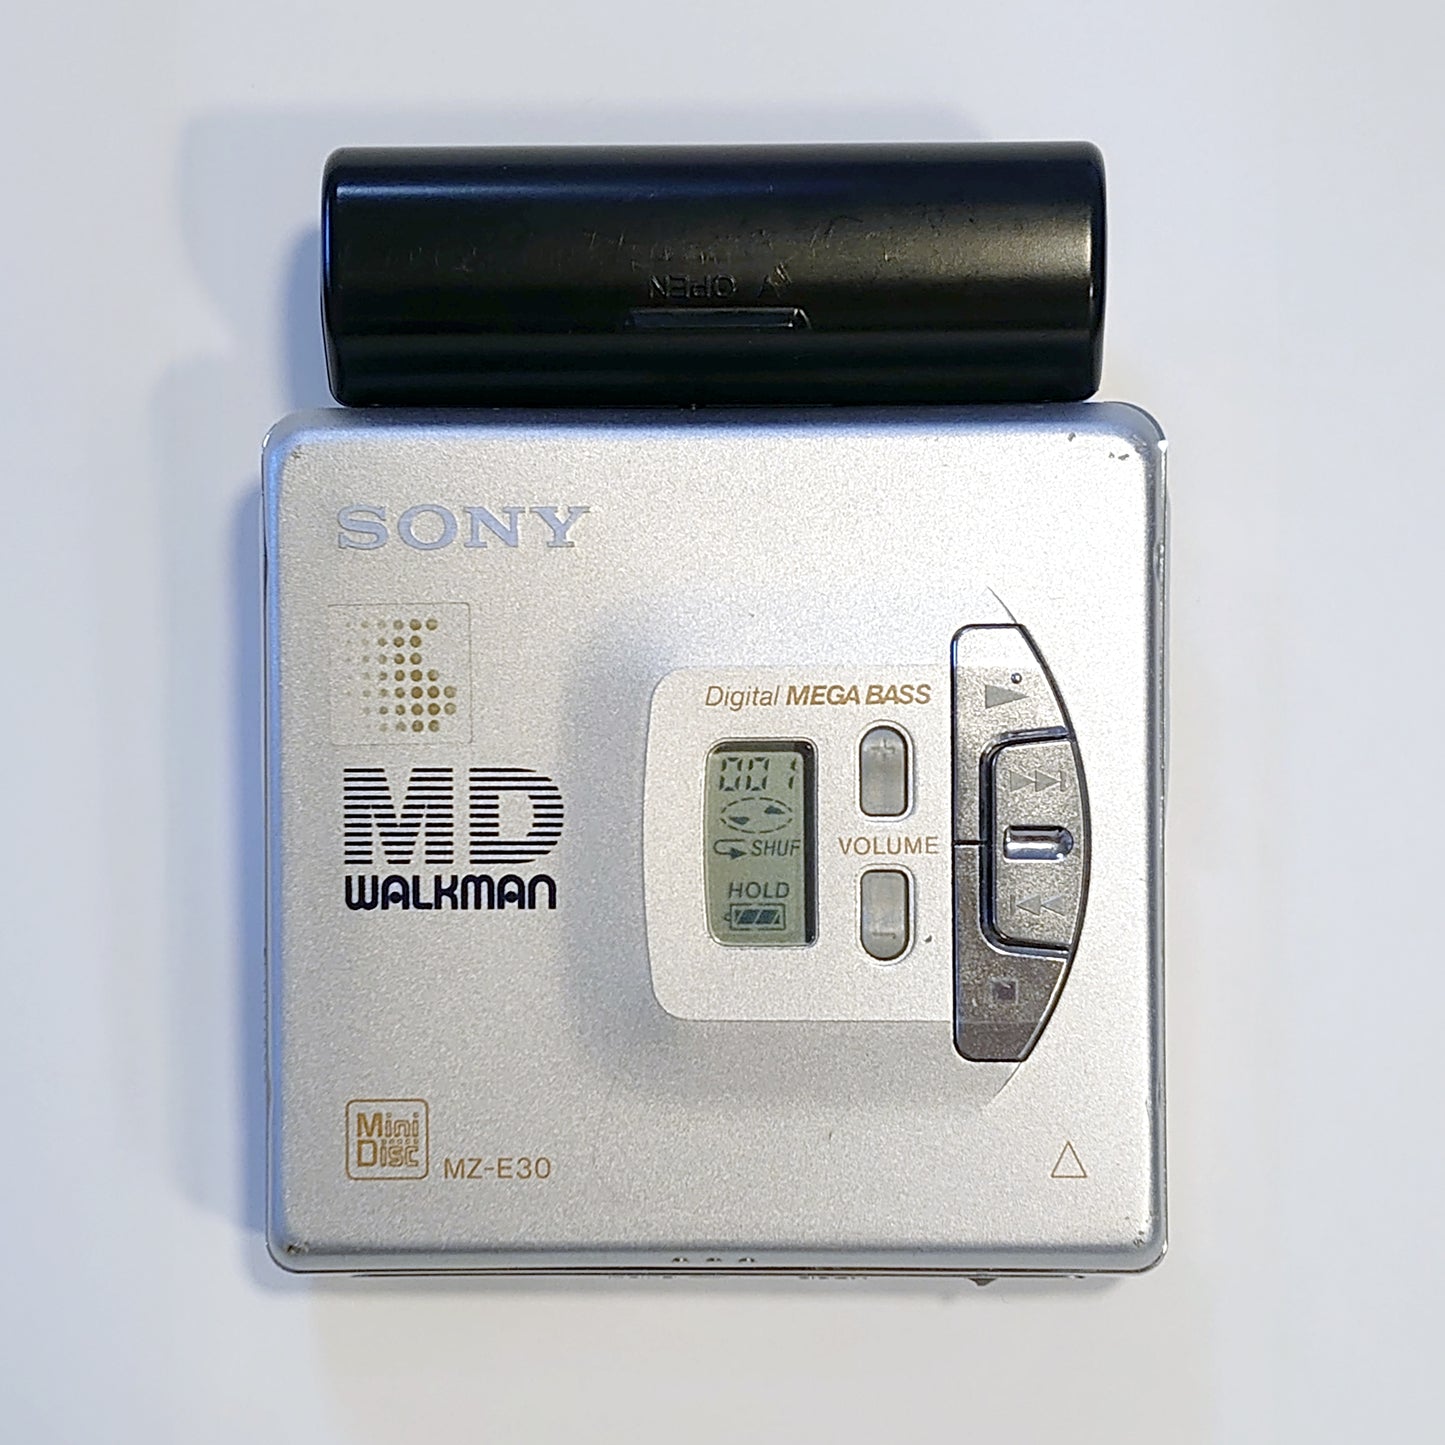 OPEN
SONY
Digital MEGA BASS
001
SHUF
VOLUME
HOLD
MD
WALKMAN
Mini
Disc
MZ-E30